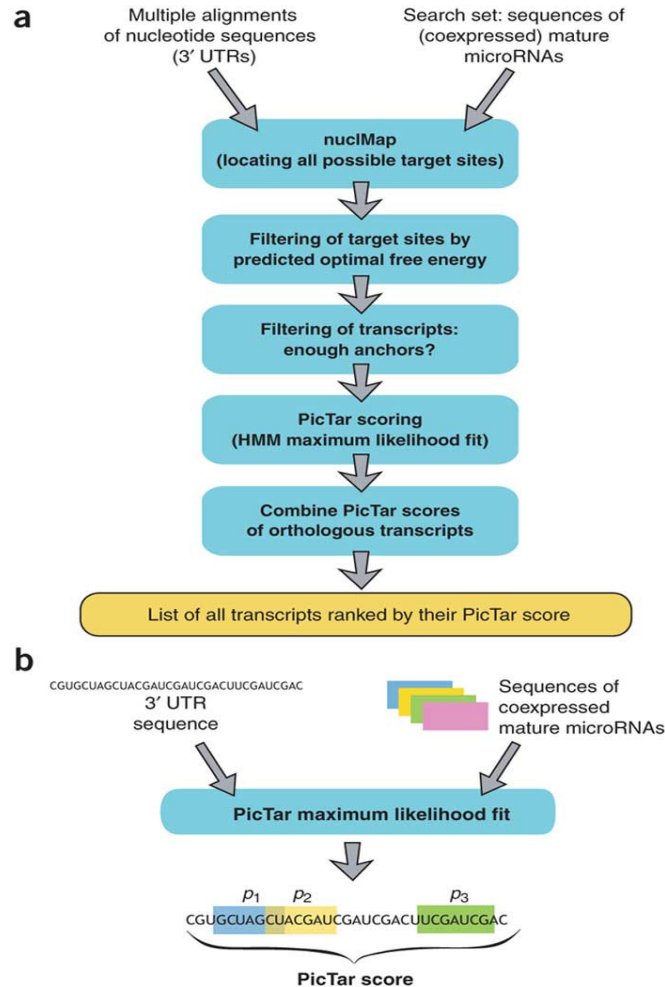 a
Multiple alignments
of nucleotide sequences
(3′ UTRs)
Search set: sequences of
(coexpressed) mature
microRNAs
nuclMap
(locating all possible target sites)
Filtering of target sites by
predicted optimal free energy
Filtering of transcripts:
enough anchors?
PicTar scoring
(HMM maximum likelihood fit)
Combine PicTar scores
of orthologous transcripts
List of all transcripts ranked by their PicTar score
b
CGUGCUAGCUACGAUCGAUCGACUUCGAUCGAC
3′ UTR
sequence
Sequences of
coexpressed
mature microRNAs
PicTar maximum likelihood fit
p1 p2 p3
CGUGCUAGCUACGAUCGAUCGACUUCGAUCGAC
PicTar score